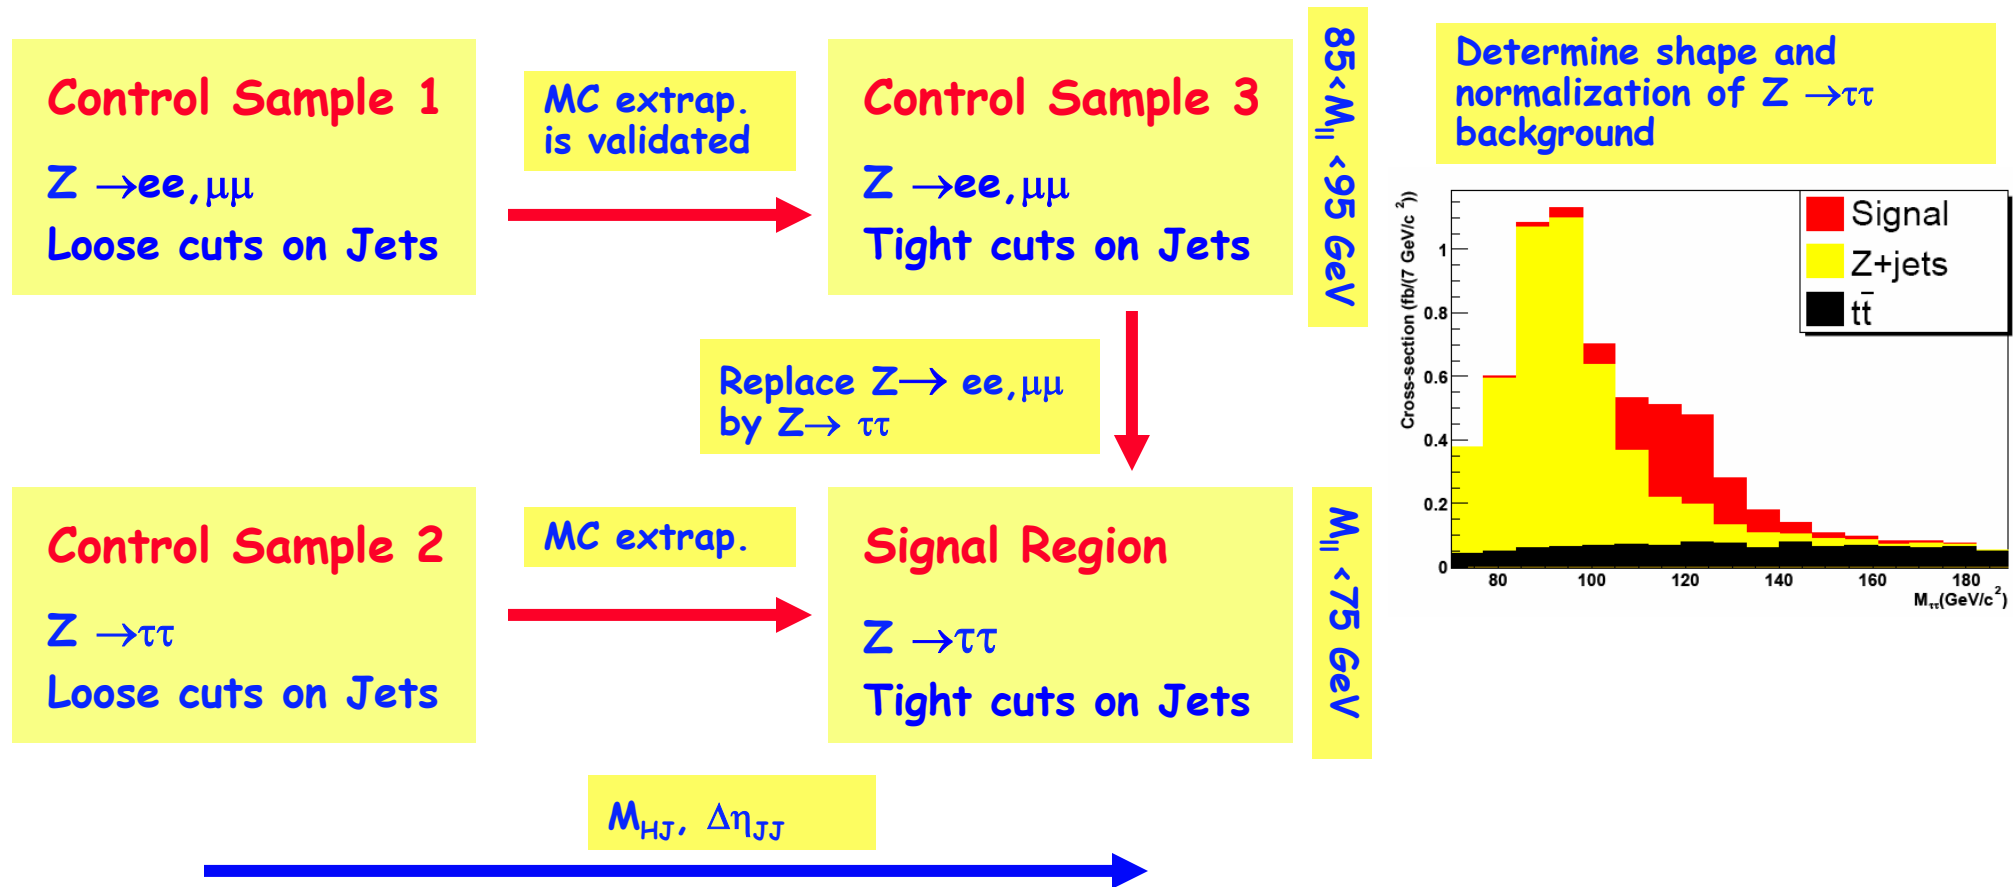 Control Sample 1
Z →ee,μμ
Loose cuts on Jets
MC extrap.
is validated
Control Sample 3
Z →ee,μμ
Tight cuts on Jets
85<M_ll <95 GeV
Determine shape and
normalization of Z →ττ
background
Replace Z→ ee,μμ
by Z→ ττ
Control Sample 2
Z →ττ
Loose cuts on Jets
MC extrap.
Signal Region
Z →ττ
Tight cuts on Jets
M_ll <75 GeV
M_HJ, Δη_JJ
Cross-section (fb/(7 GeV/c²))
Signal
Z+jets
tt̄
1
0.8
0.6
0.4
0.2
0
80 100 120 140 160 180
M_ττ(GeV/c²)